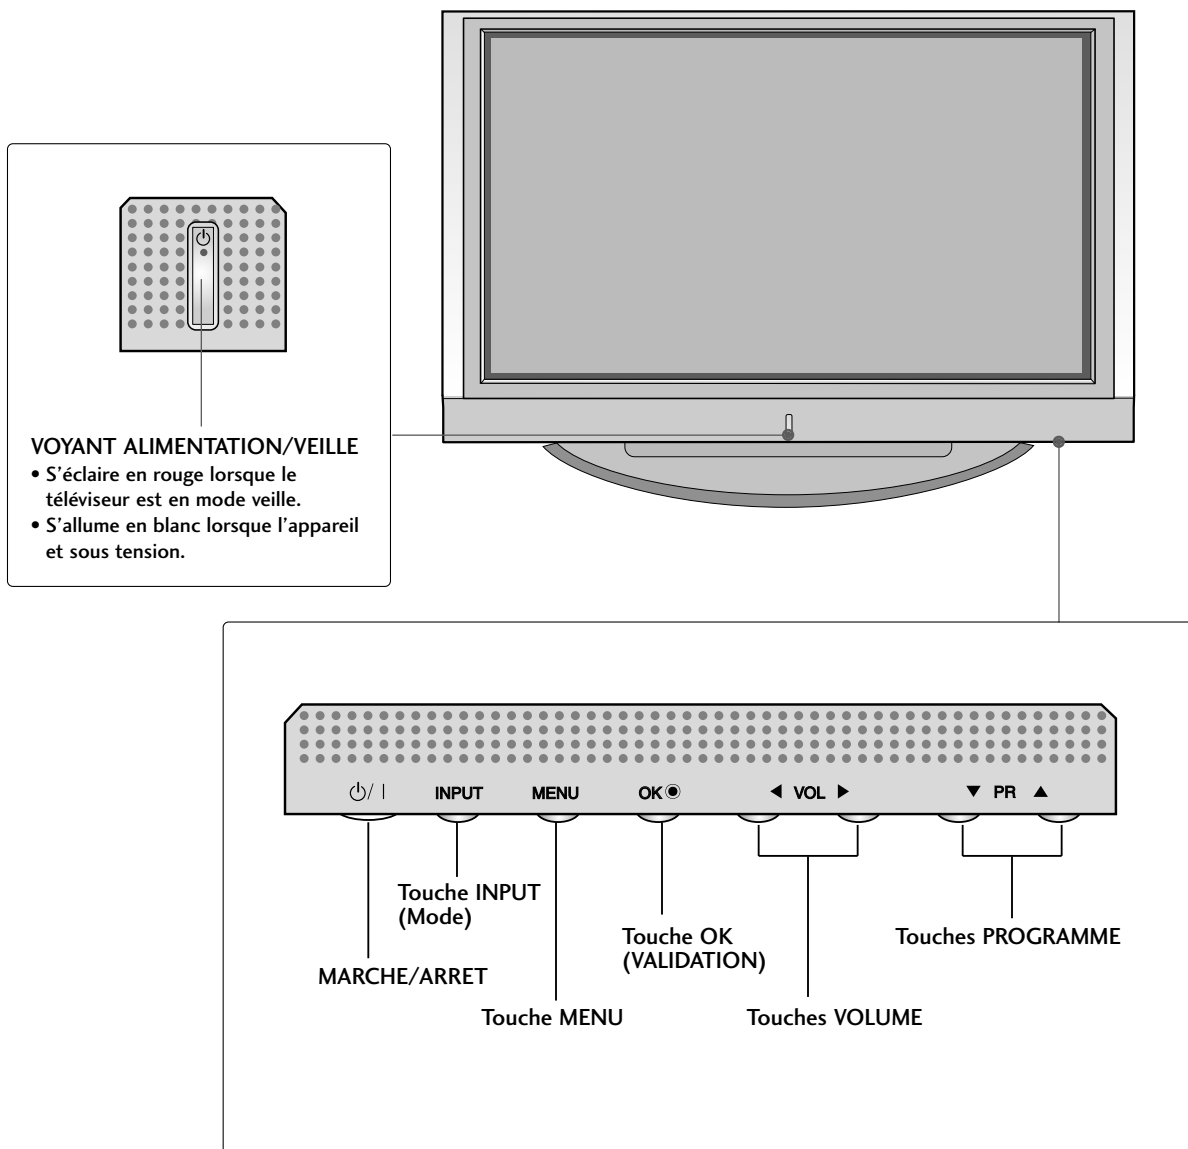 VOYANT ALIMENTATION/VEILLE
• S’éclaire en rouge lorsque le
téléviseur est en mode veille.
• S’allume en blanc lorsque l’appareil
et sous tension.
/ I
INPUT
MENU
OK
◀ VOL ▶
▼ PR ▲
Touche INPUT
(Mode)
Touche OK
(VALIDATION)
Touches PROGRAMME
MARCHE/ARRET
Touche MENU
Touches VOLUME